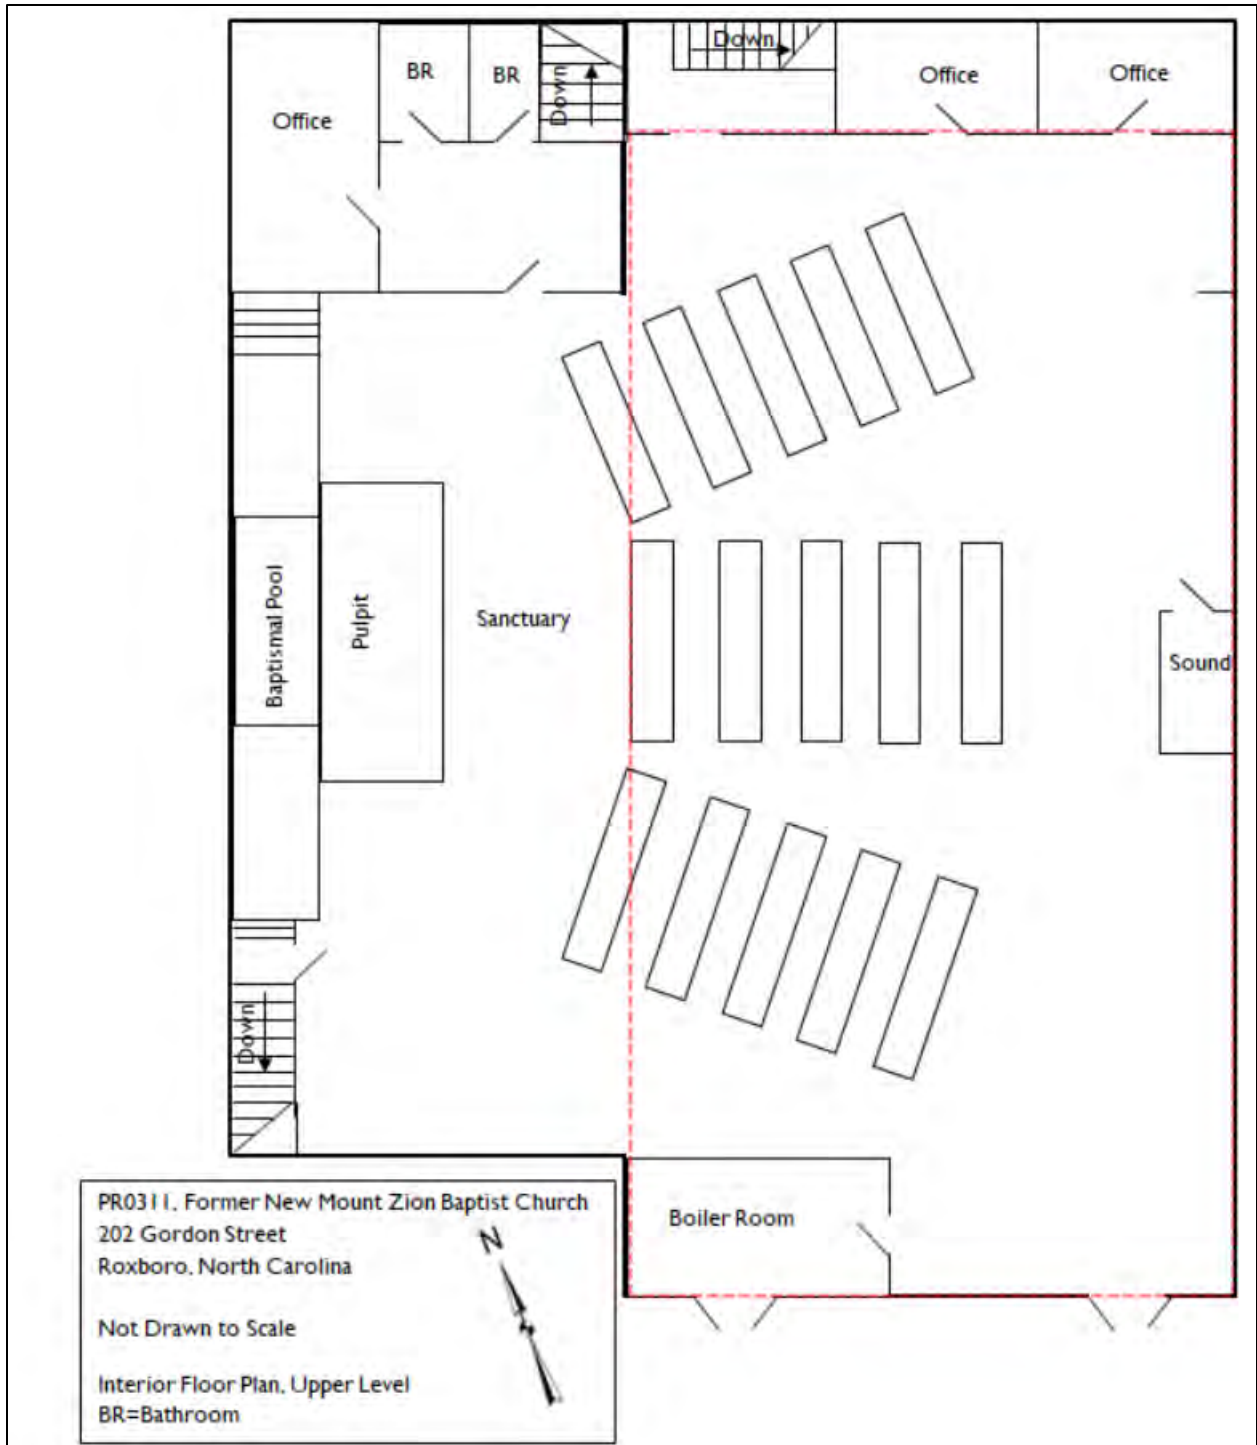 Down
Office
Office
BR
BR
Down
Office
Baptismal Pool
Pulpit
Sanctuary
Sound
Down
Boiler Room
PR0311, Former New Mount Zion Baptist Church
202 Gordon Street
Roxboro, North Carolina
N
Not Drawn to Scale
Interior Floor Plan, Upper Level
BR=Bathroom